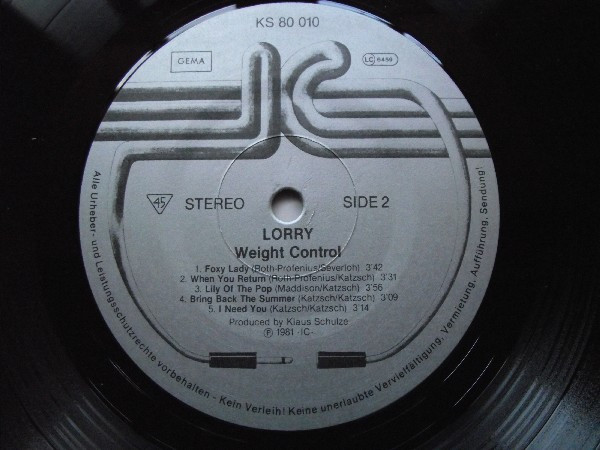 KS 80 010
GEMA
LC 6459
45 STEREO SIDE 2
LORRY
Weight Control
1. Foxy Lady (Roth-Profenius/Severich) 3'42
2. When You Return (Roth-Profenius/Katzsch) 3'31
3. Lily Of The Pop (Maddison/Katzsch) 3'56
4. Bring Back The Summer (Katzsch/Katzsch) 3'09
5. I Need You (Katzsch/Katzsch) 3'14
Produced by Klaus Schulze
Ⓟ 1981 -IC-
Alle Urheber- und Leistungsschutzrechte vorbehalten - Kein Verleih! Keine unerlaubte Vervielfältigung, Vermietung, Aufführung, Sendung!